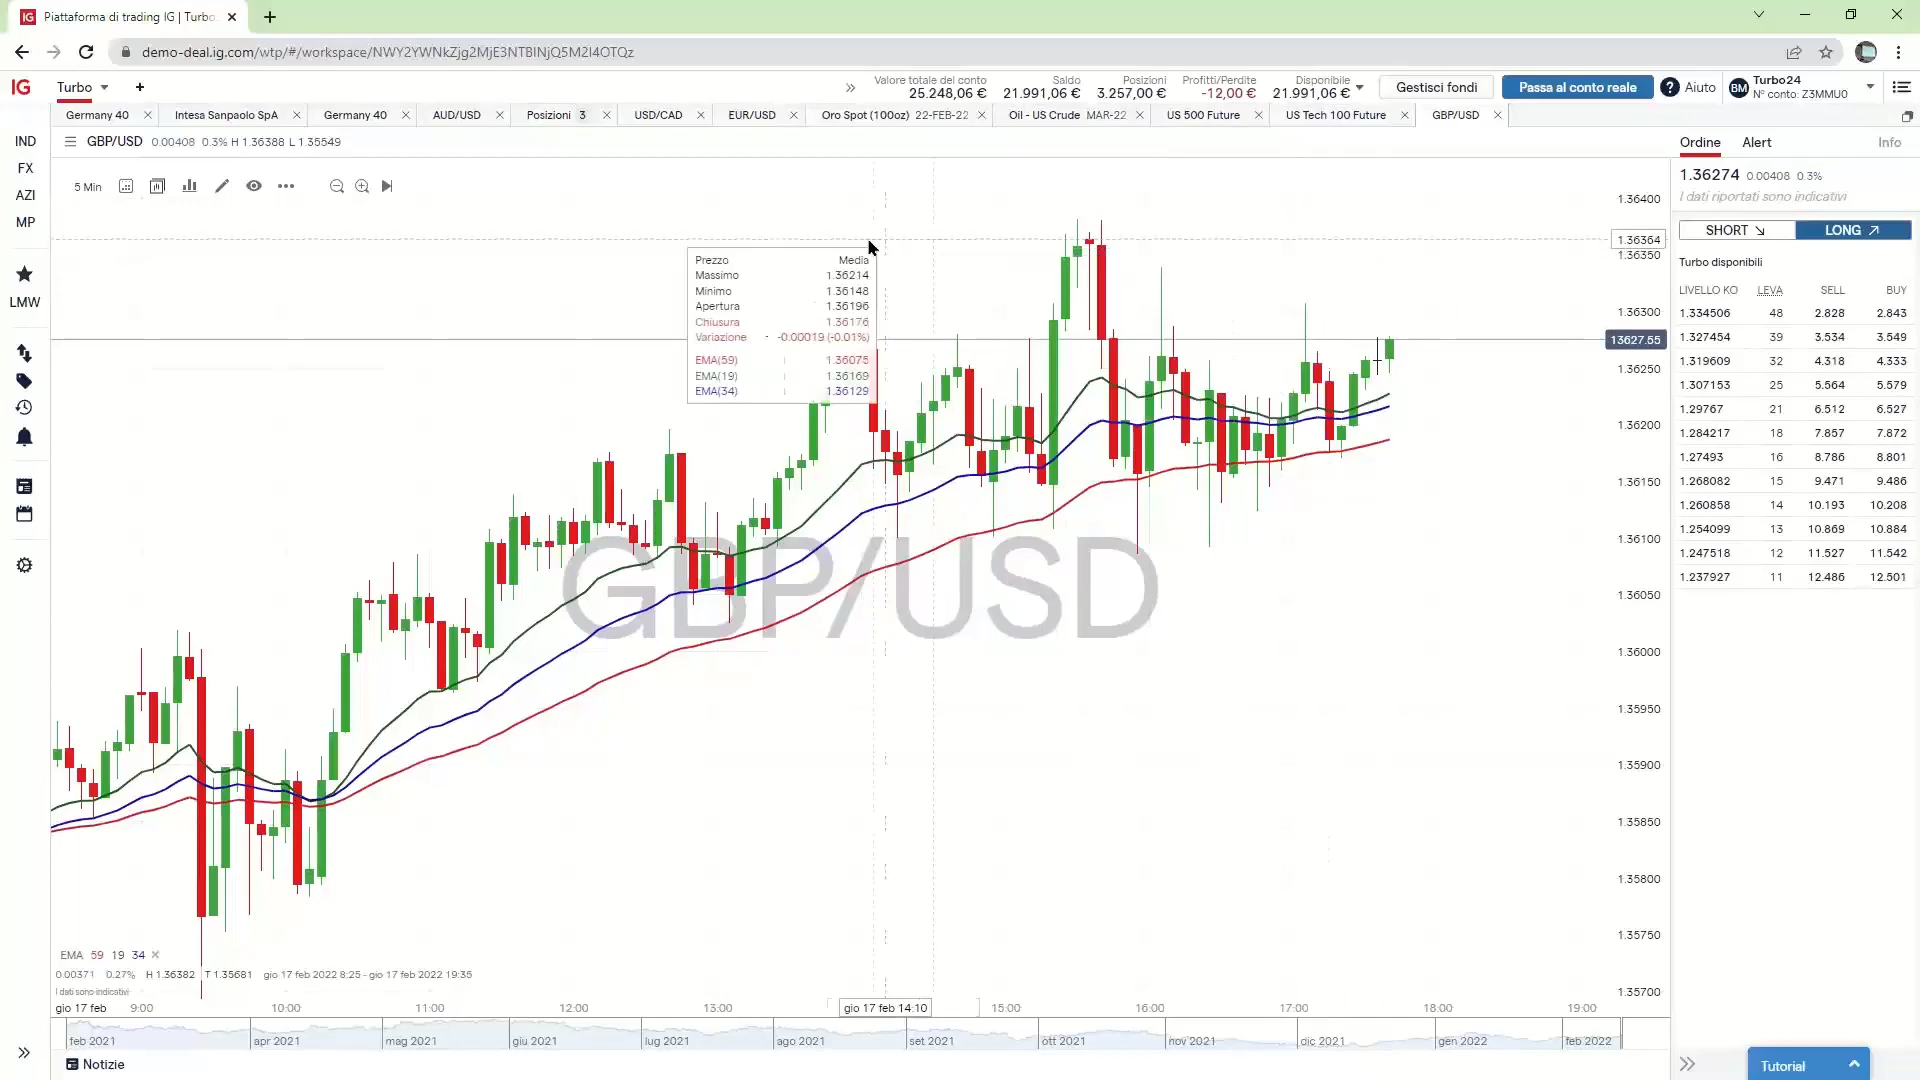 IG Piattaforma di trading IG | Turbo
demo-deal.ig.com/wtp/#/workspace/
IG Turbo
Valore totale del conto Saldo Posizioni Profitti/Perdite Disponibile
25.248,06 € 21.991,06 € 3.257,00 € -12,00 € 21.991,06 €
Gestisci fondi Passa al conto reale ? Aiuto BM Turbo24
Nº conto: Z3MMU0
Germany 40 Intesa Sanpaolo SpA Germany 40 AUD/USD Posizioni 3 USD/CAD EUR/USD Oro Spot (100oz) 22-FEB-22 Oil - US Crude MAR-22 US 500 Future US Tech 100 Future GBP/USD
IND
FX
AZI
MP
LMW
GBP/USD 0.00408 0.3% H 1.36388 L 1.35549
5 Min
Prezzo Media
Massimo 1.36214
Minimo 1.36148
Apertura 1.36196
Chiusura 1.36176
Variazione -0.00019 (-0.01%)
EMA(59) 1.36075
EMA(19) 1.36169
EMA(34) 1.36129
GBP/USD
1.36400
1.36364
1.36350
1.36300
13627.55
1.36250
1.36200
1.36150
1.36100
1.36050
1.36000
1.35950
1.35900
1.35850
1.35800
1.35750
1.35700
EMA 59 19 34
0.00371 0.27% H 1.36382 T 1.35681 gio 17 feb 2022 8:25 - gio 17 feb 2022 19:35
I dati sono indicativi
gio 17 feb 9:00 10:00 11:00 12:00 13:00 gio 17 feb 14:10 15:00 16:00 17:00 18:00 19:00
feb 2021 apr 2021 mag 2021 giu 2021 lug 2021 ago 2021 set 2021 ott 2021 nov 2021 dic 2021 gen 2022 feb 2022
Notizie
Ordine Alert Info
1.36274 0.00408 0.3%
I dati riportati sono indicativi
SHORT LONG
Turbo disponibili
LIVELLO KO LEVA SELL BUY
1.334506 48 2.828 2.843
1.327454 39 3.534 3.549
1.319609 32 4.318 4.333
1.307153 25 5.564 5.579
1.29767 21 6.512 6.527
1.284217 18 7.857 7.872
1.27493 16 8.786 8.801
1.268082 15 9.471 9.486
1.260858 14 10.193 10.208
1.254099 13 10.869 10.884
1.247518 12 11.527 11.542
1.237927 11 12.486 12.501
Tutorial